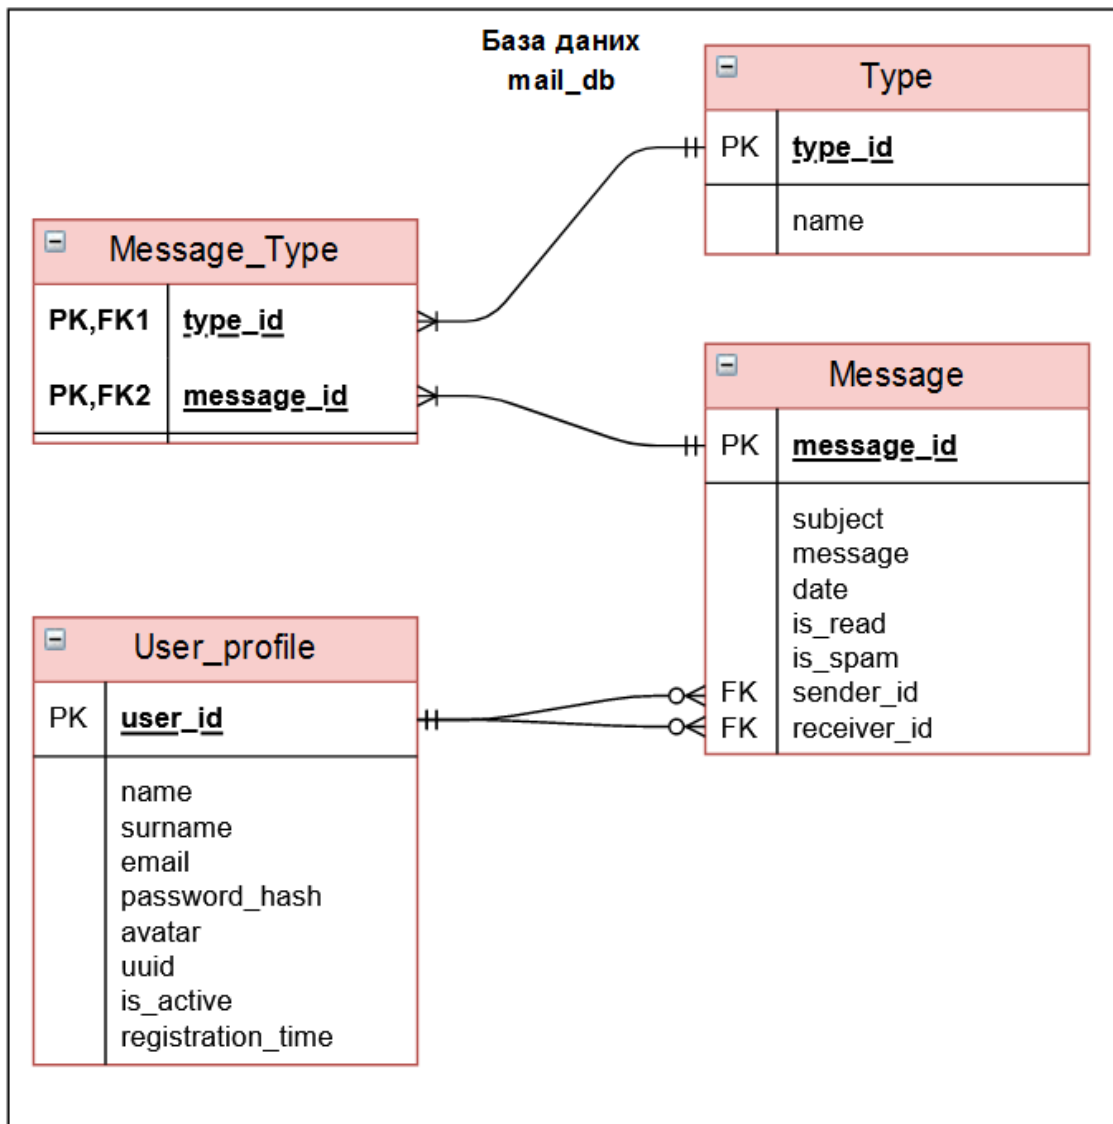 База даних
mail_db
Type
PK type_id
name
Message_Type
PK,FK1 type_id
PK,FK2 message_id
Message
PK message_id
subject
message
date
is_read
is_spam
FK sender_id
FK receiver_id
User_profile
PK user_id
name
surname
email
password_hash
avatar
uuid
is_active
registration_time